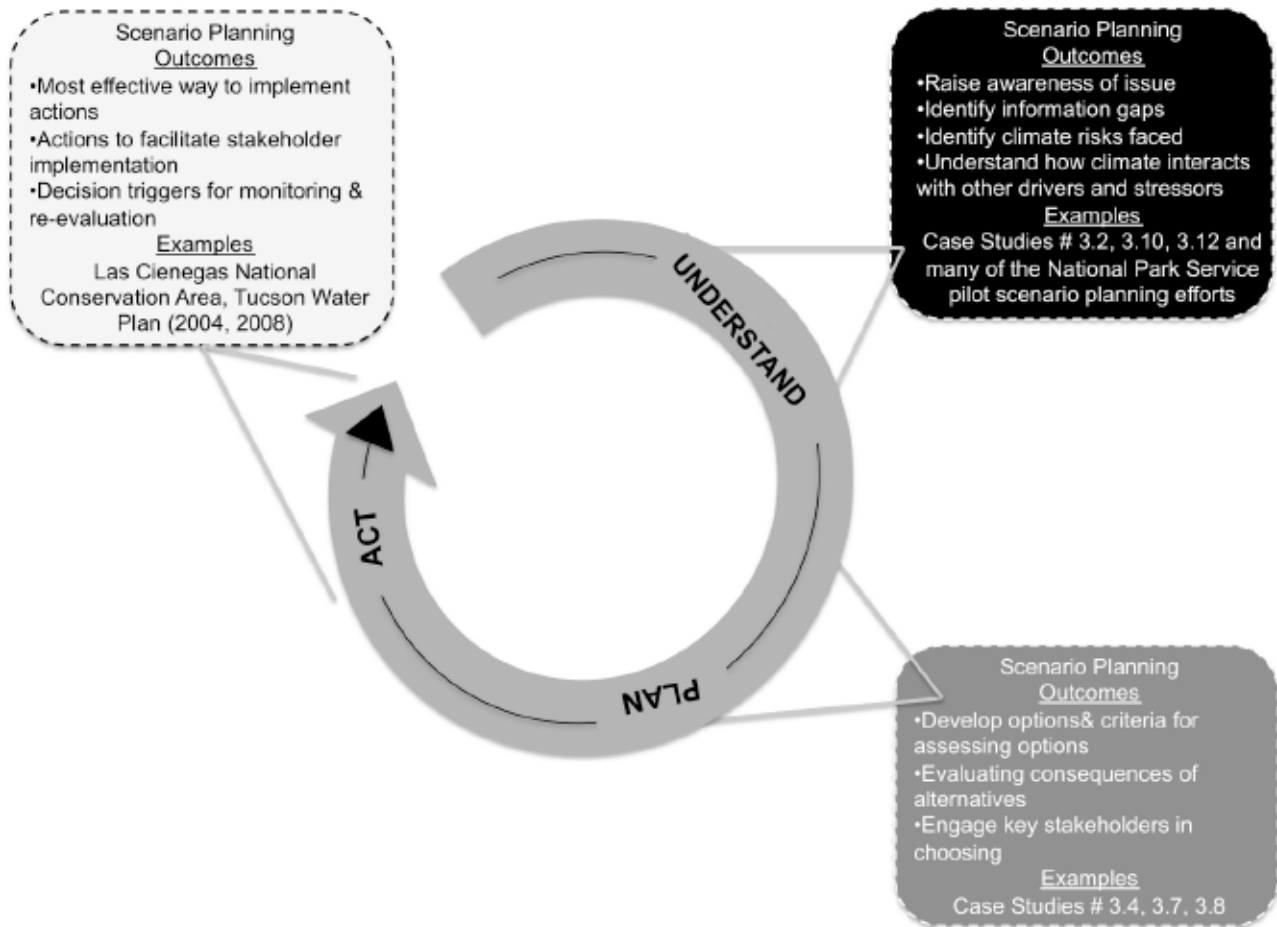 Scenario Planning
Outcomes
•Most effective way to implement
actions
•Actions to facilitate stakeholder
implementation
•Decision triggers for monitoring &
re-evaluation
Examples
Las Cienegas National
Conservation Area, Tucson Water
Plan (2004, 2008)
Scenario Planning
Outcomes
•Raise awareness of issue
•Identify information gaps
•Identify climate risks faced
•Understand how climate interacts
with other drivers and stressors
Examples
Case Studies # 3.2, 3.10, 3.12 and
many of the National Park Service
pilot scenario planning efforts
UNDERSTAND
PLAN
ACT
Scenario Planning
Outcomes
•Develop options& criteria for
assessing options
•Evaluating consequences of
alternatives
•Engage key stakeholders in
choosing
Examples
Case Studies # 3.4, 3.7, 3.8